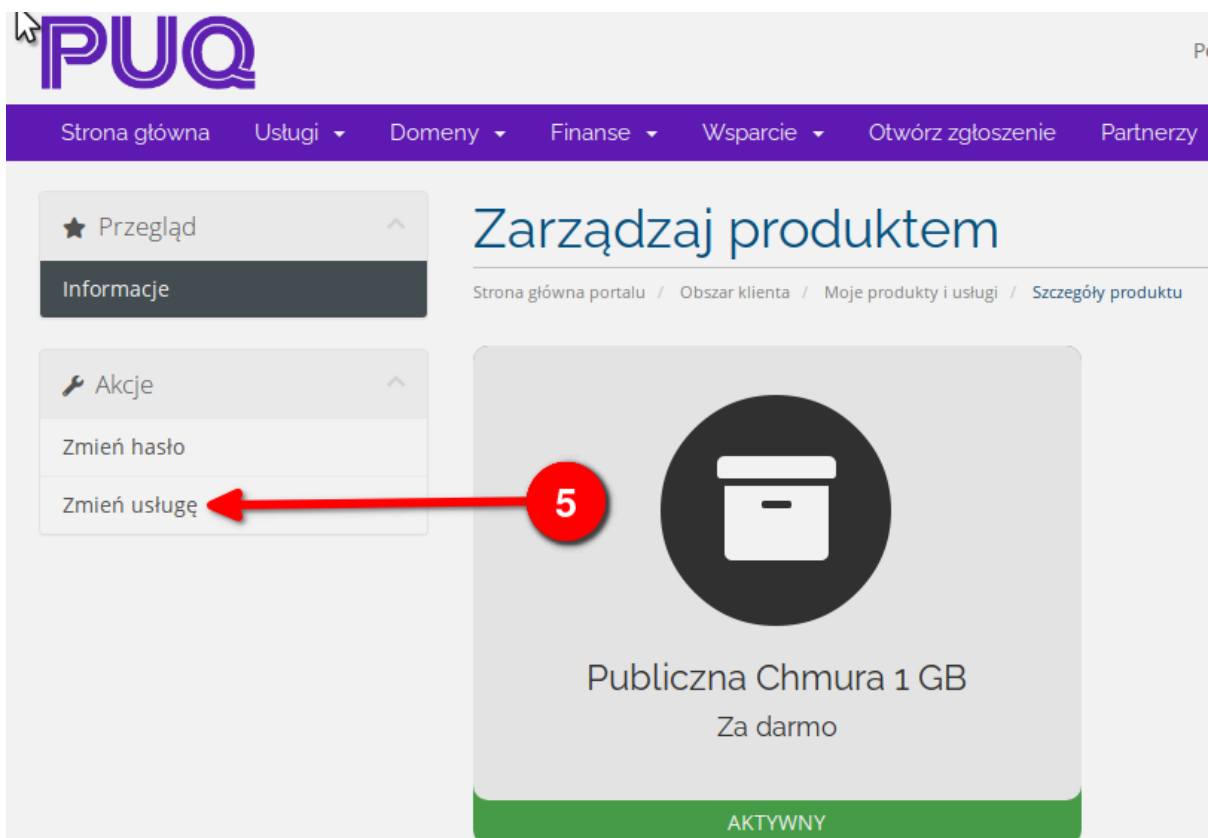 PUQ
Strona główna Usługi Domeny Finanse Wsparcie Otwórz zgłoszenie Partnerzy
Przegląd
Informacje
Akcje
Zmień hasło
Zmień usługę
Zarządzaj produktem
Strona główna portalu / Obszar klienta / Moje produkty i usługi / Szczegóły produktu
5
Publiczna Chmura 1 GB
Za darmo
AKTYWNY